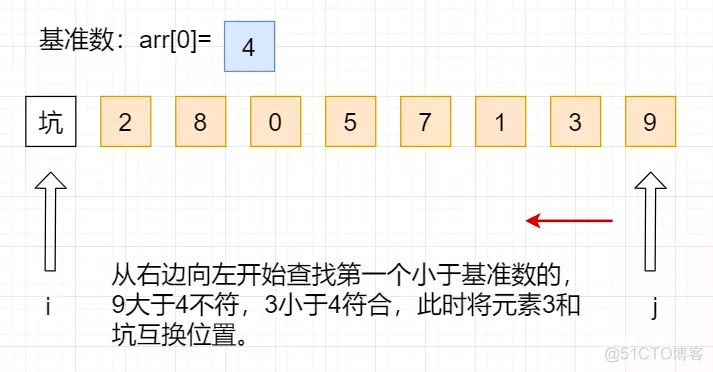 基准数：arr[0]= 4
坑 2 8 0 5 7 1 3 9
i j
从右边向左开始查找第一个小于基准数的，
9大于4不符，3小于4符合，此时将元素3和
坑互换位置。
@51CTO博客